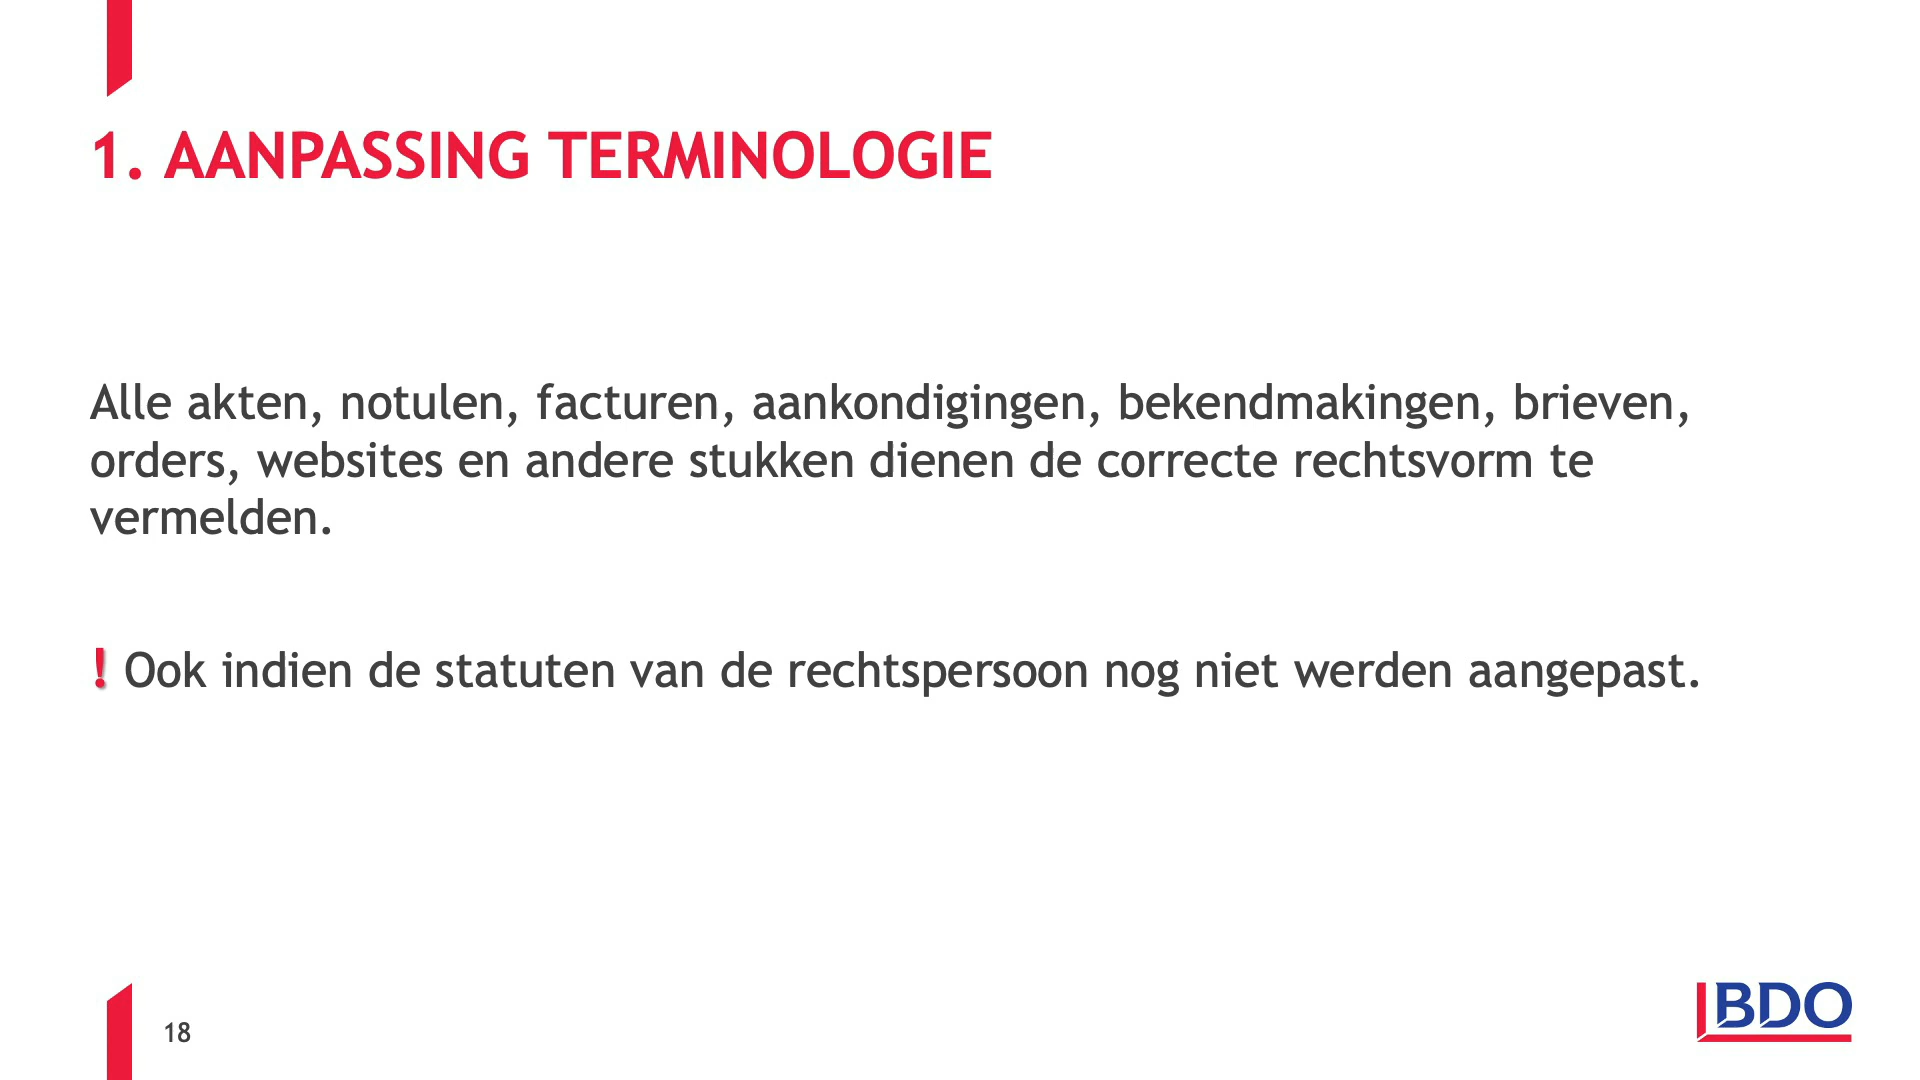 1. AANPASSING TERMINOLOGIE
Alle akten, notulen, facturen, aankondigingen, bekendmakingen, brieven,
orders, websites en andere stukken dienen de correcte rechtsvorm te
vermelden.
! Ook indien de statuten van de rechtspersoon nog niet werden aangepast.
18
BDO